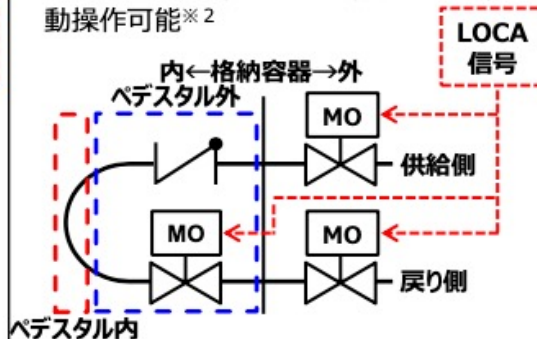 動操作可能※2
LOCA
信号
内←格納容器→外
ペデスタル外
MO
供給側
MO
MO
戻り側
ペデスタル内